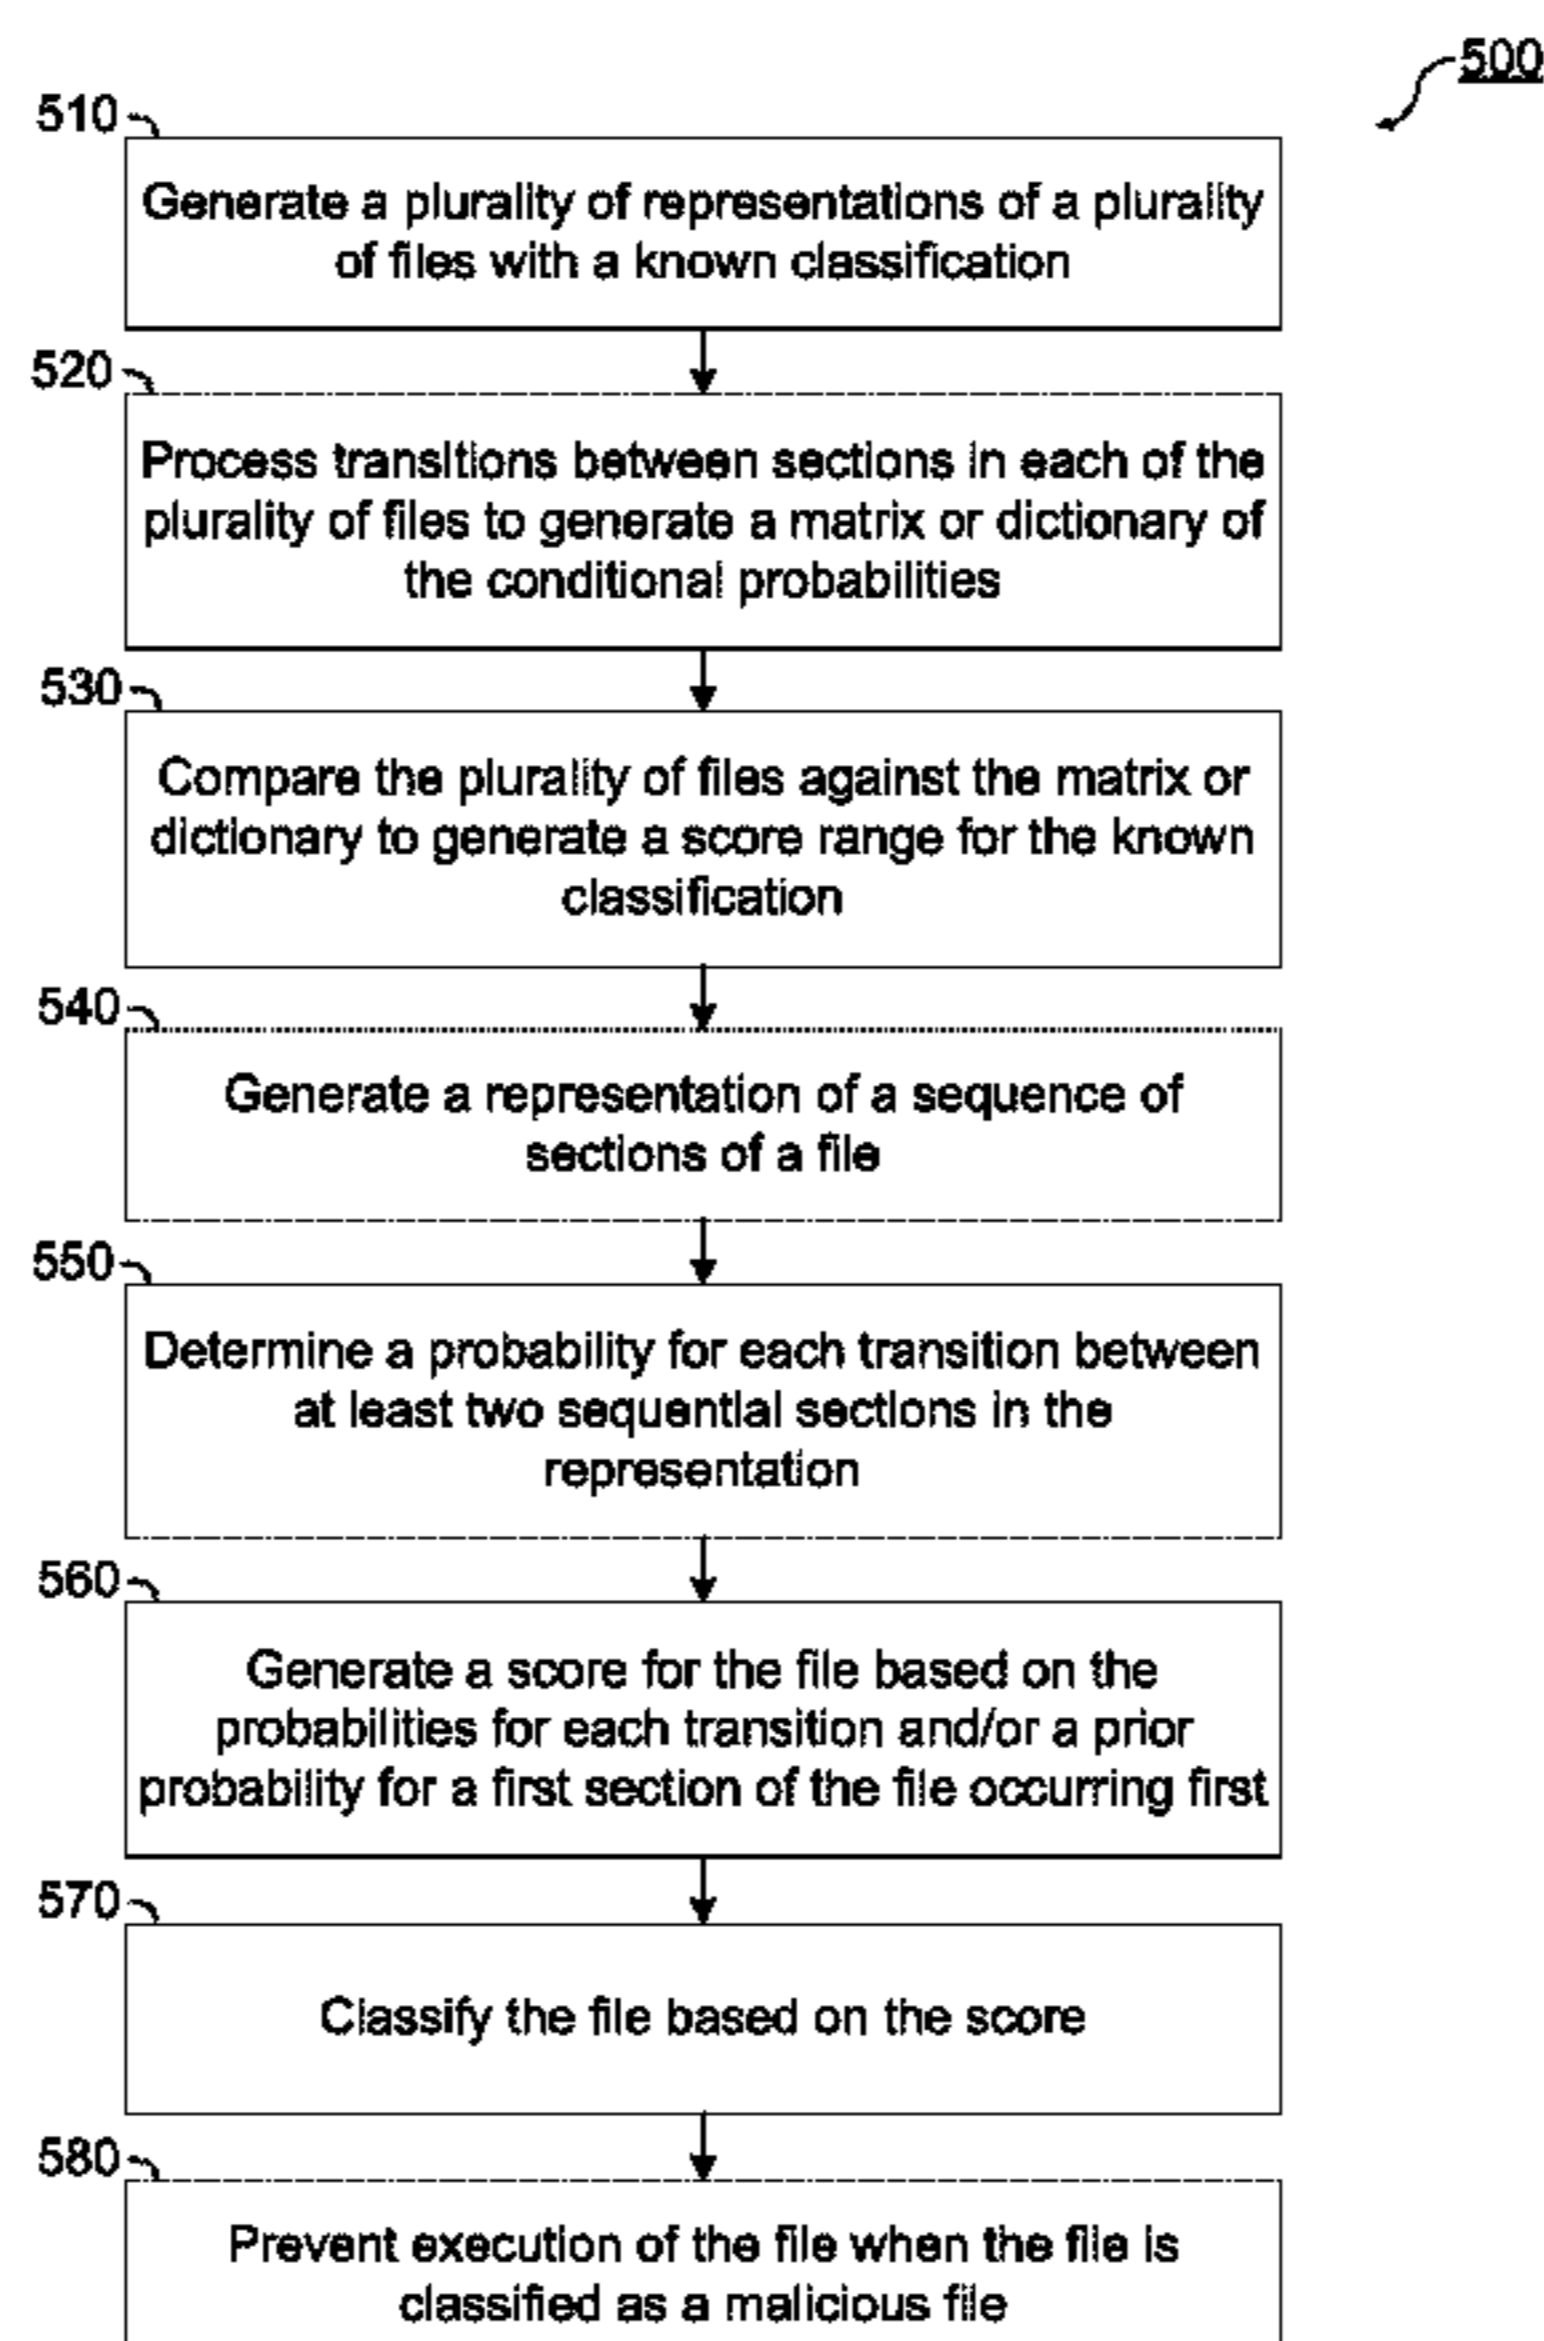 500
510
Generate a plurality of representations of a plurality
of files with a known classification
520
Process transitions between sections in each of the
plurality of files to generate a matrix or dictionary of
the conditional probabilities
530
Compare the plurality of files against the matrix or
dictionary to generate a score range for the known
classification
540
Generate a representation of a sequence of
sections of a file
550
Determine a probability for each transition between
at least two sequential sections in the
representation
560
Generate a score for the file based on the
probabilities for each transition and/or a prior
probability for a first section of the file occurring first
570
Classify the file based on the score
580
Prevent execution of the file when the file is
classified as a malicious file